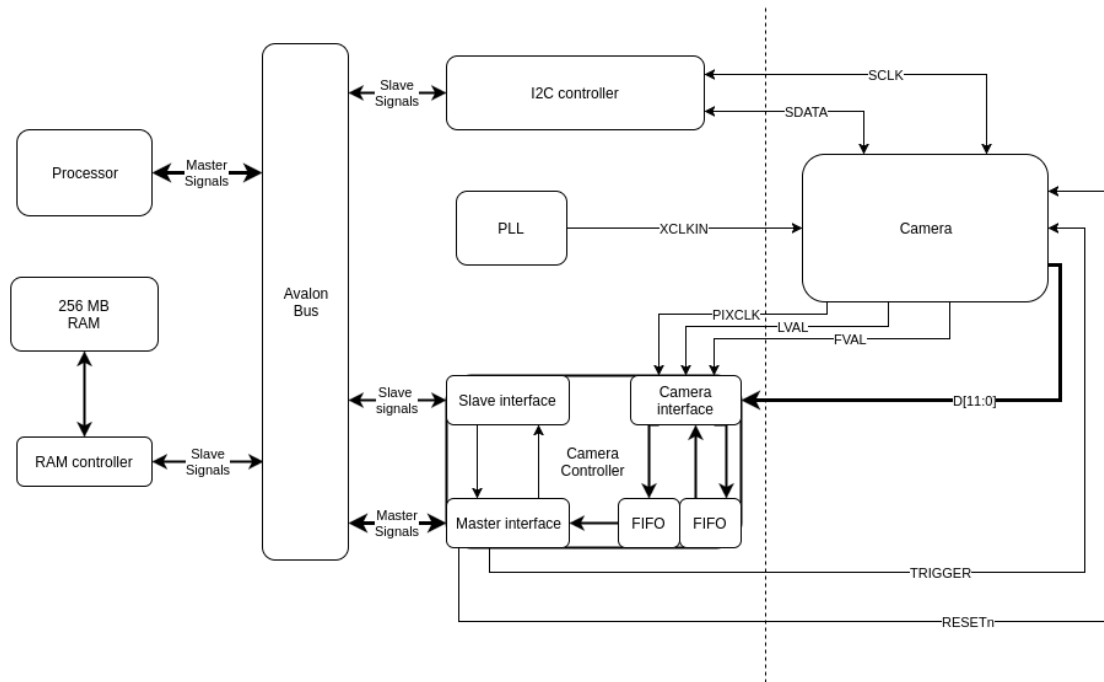 SCLK
Slave
Signals
I2C controller
SDATA
Processor
Master
Signals
PLL
XCLKIN
Camera
256 MB
RAM
Avalon
Bus
PIXCLK
LVAL
FVAL
Slave
signals
Slave interface
Camera
interface
D[11:0]
RAM controller
Slave
Signals
Camera
Controller
Master
Signals
Master interface
FIFO
FIFO
TRIGGER
RESETn